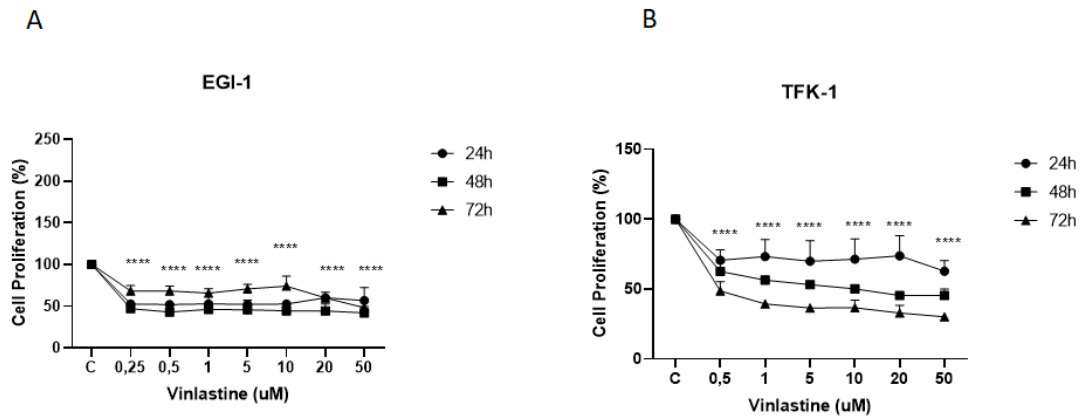 A
EGI-1
250
200
150
100
50
0
Cell Proliferation (%)
**** **** **** **** **** **** ****
C 0,25 0,5 1 5 10 20 50
Vinlastine (uM)
24h
48h
72h
B
TFK-1
150
100
50
0
Cell Proliferation (%)
**** **** **** **** **** ****
C 0,5 1 5 10 20 50
Vinlastine (uM)
24h
48h
72h